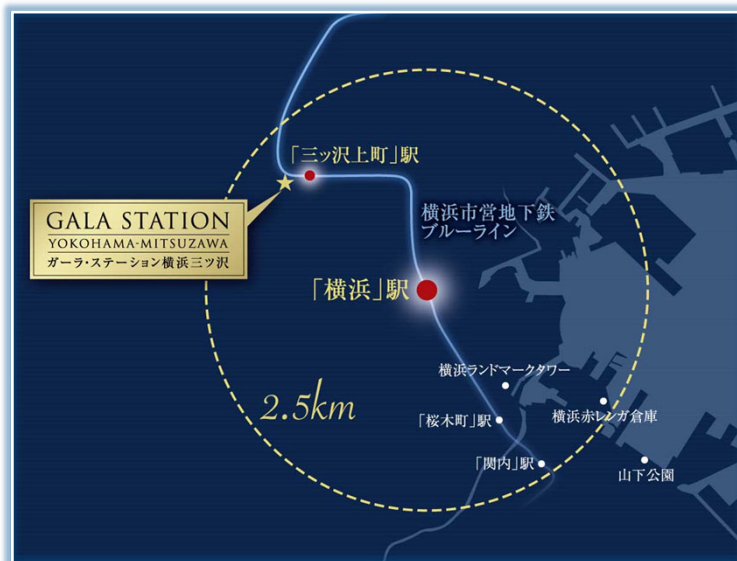 「三ッ沢上町」駅
GALA STATION
YOKOHAMA-MITSUZAWA
ガーラ・ステーション横浜三ツ沢
横浜市営地下鉄
ブルーライン
「横浜」駅
横浜ランドマークタワー
2.5km
「桜木町」駅
横浜赤レンガ倉庫
「関内」駅
山下公園